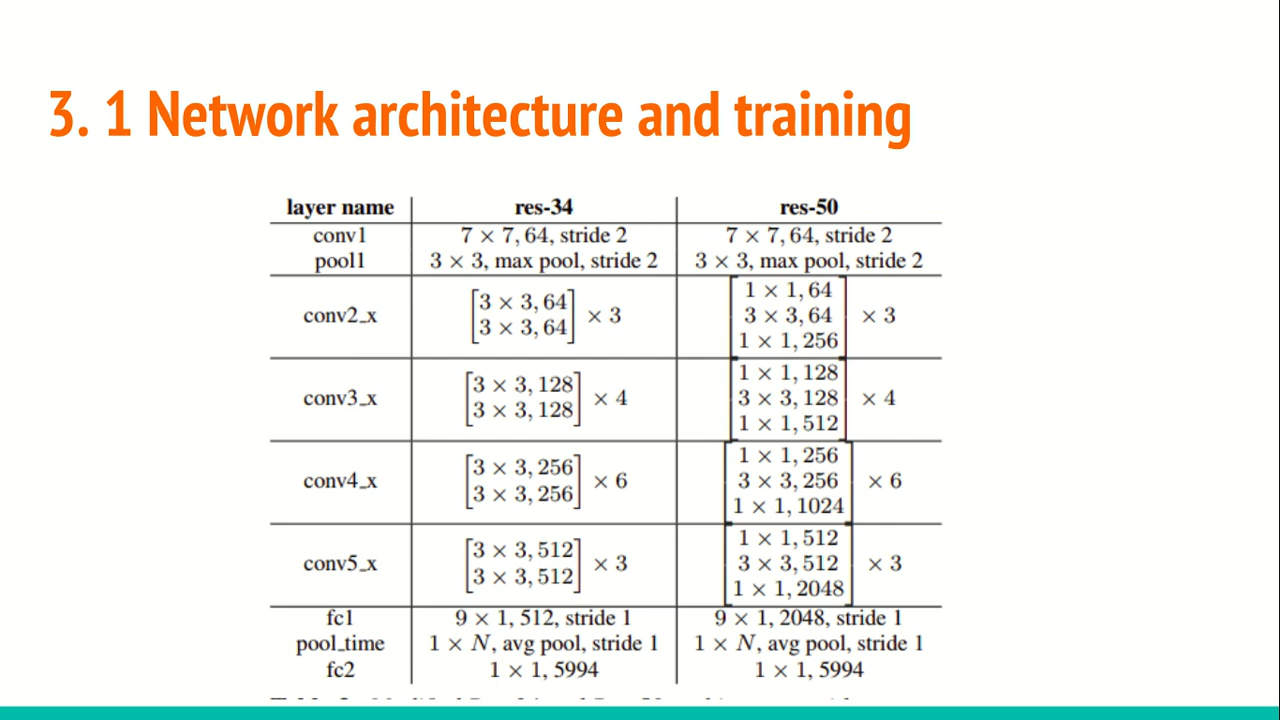 3. 1 Network architecture and training
layer name res-34 res-50
conv1 7 × 7, 64, stride 2 7 × 7, 64, stride 2
pool1 3 × 3, max pool, stride 2 3 × 3, max pool, stride 2
conv2_x [3 × 3, 64] × 3 [1 × 1, 64] × 3
[3 × 3, 64] [3 × 3, 64]
[1 × 1, 256]
conv3_x [3 × 3, 128] × 4 [1 × 1, 128] × 4
[3 × 3, 128] [3 × 3, 128]
[1 × 1, 512]
conv4_x [3 × 3, 256] × 6 [1 × 1, 256] × 6
[3 × 3, 256] [3 × 3, 256]
[1 × 1, 1024]
conv5_x [3 × 3, 512] × 3 [1 × 1, 512] × 3
[3 × 3, 512] [3 × 3, 512]
[1 × 1, 2048]
fc1 9 × 1, 512, stride 1 9 × 1, 2048, stride 1
pool_time 1 × N, avg pool, stride 1 1 × N, avg pool, stride 1
fc2 1 × 1, 5994 1 × 1, 5994